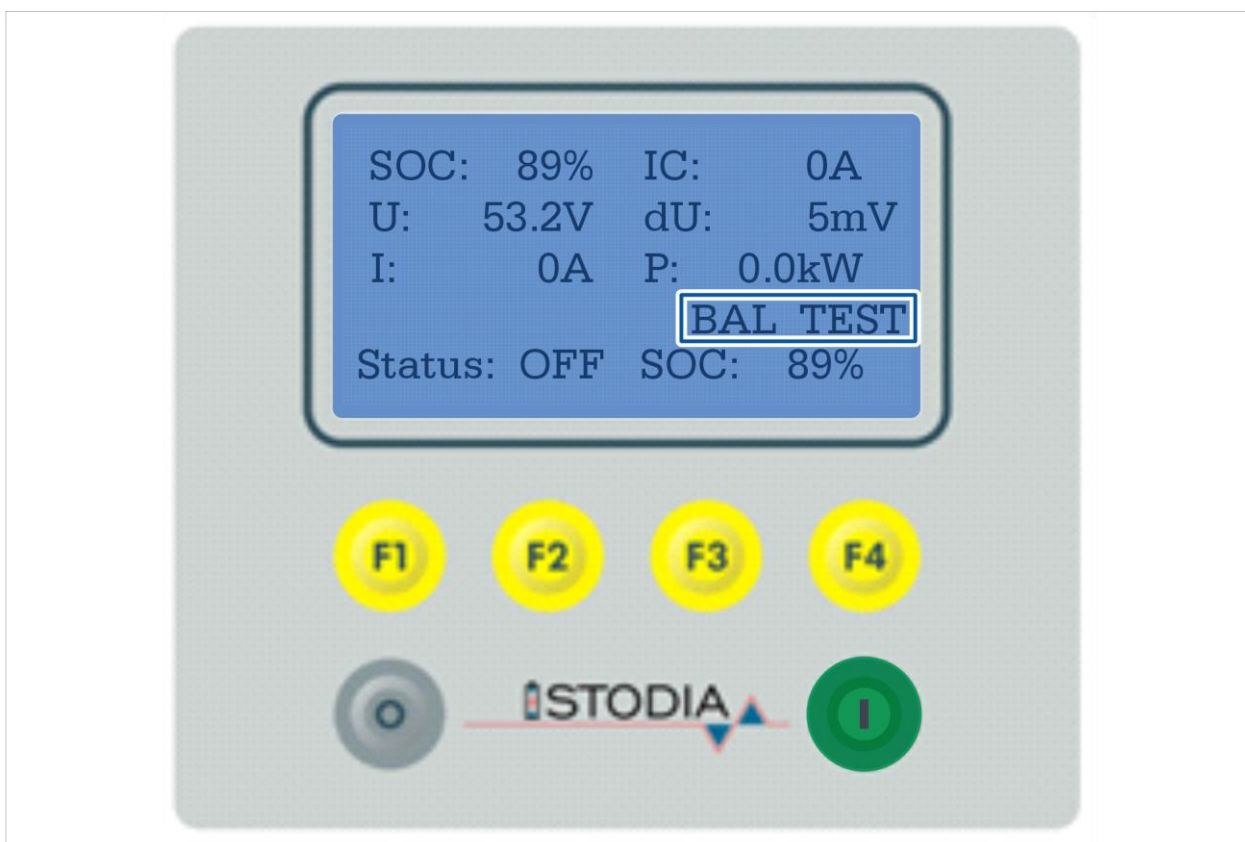 SOC: 89% IC: 0A
U: 53.2V dU: 5mV
I: 0A P: 0.0kW
BAL TEST
Status: OFF SOC: 89%
F1 F2 F3 F4
O STODIA I